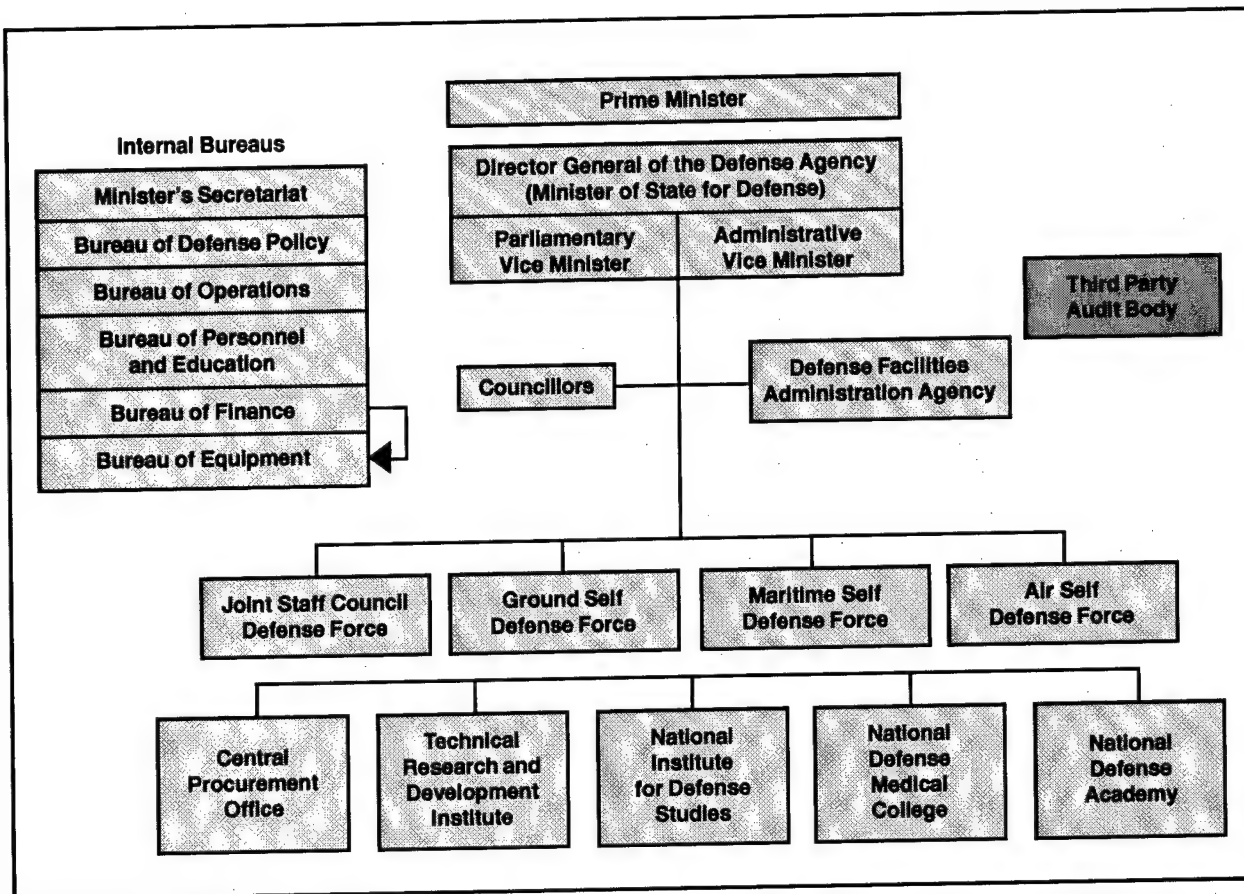 Prime Minister
Internal Bureaus
Minister's Secretariat
Bureau of Defense Policy
Bureau of Operations
Bureau of Personnel
and Education
Bureau of Finance
Bureau of Equipment
Director General of the Defense Agency
(Minister of State for Defense)
Parliamentary
Vice Minister
Administrative
Vice Minister
Third Party
Audit Body
Councillors
Defense Facilities
Administration Agency
Joint Staff Council
Defense Force
Ground Self
Defense Force
Maritime Self
Defense Force
Air Self
Defense Force
Central
Procurement
Office
Technical
Research and
Development
Institute
National
Institute
for Defense
Studies
National
Defense
Medical
College
National
Defense
Academy